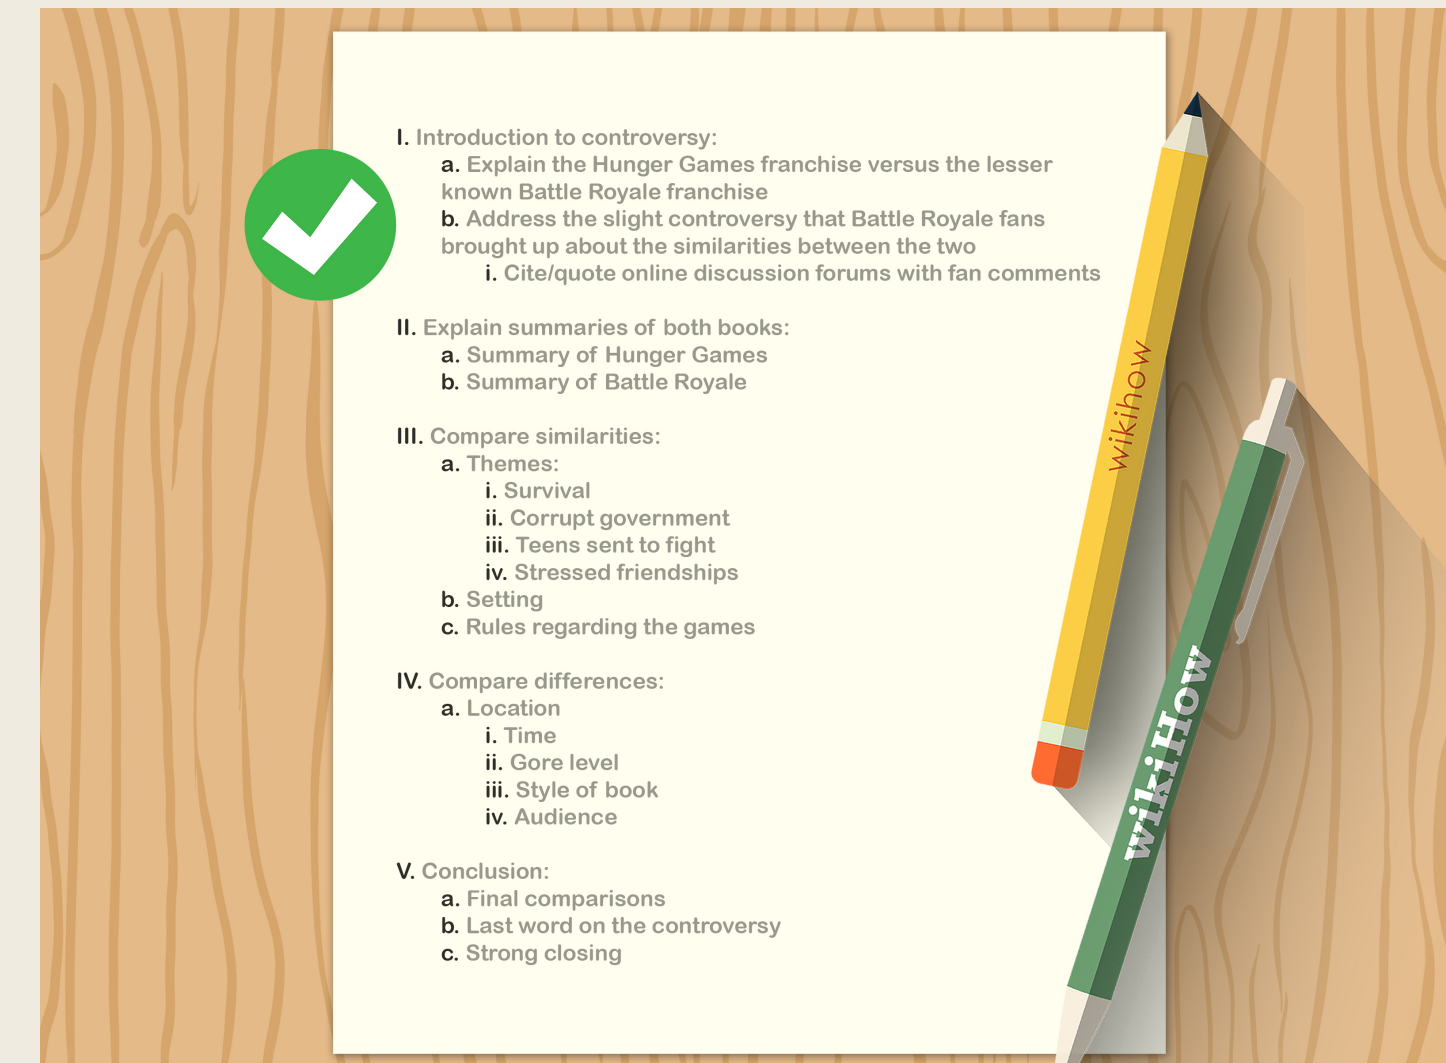 I. Introduction to controversy:
a. Explain the Hunger Games franchise versus the lesser
known Battle Royale franchise
b. Address the slight controversy that Battle Royale fans
brought up about the similarities between the two
i. Cite/quote online discussion forums with fan comments
II. Explain summaries of both books:
a. Summary of Hunger Games
b. Summary of Battle Royale
III. Compare similarities:
a. Themes:
i. Survival
ii. Corrupt government
iii. Teens sent to fight
iv. Stressed friendships
b. Setting
c. Rules regarding the games
IV. Compare differences:
a. Location
i. Time
ii. Gore level
iii. Style of book
iv. Audience
V. Conclusion:
a. Final comparisons
b. Last word on the controversy
c. Strong closing
wikihow
wikiHow